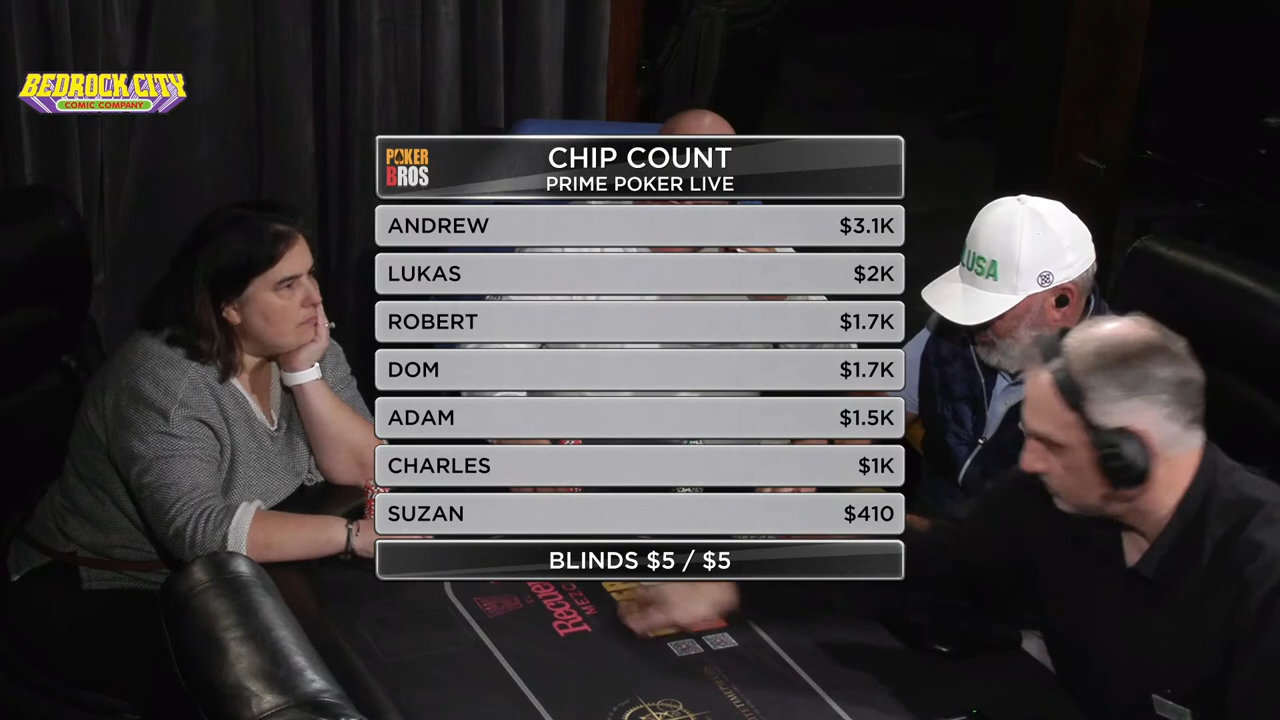 BEDROCK CITY
COMIC COMPANY
POKER
BROS
CHIP COUNT
PRIME POKER LIVE
ANDREW $3.1K
LUKAS $2K
ROBERT $1.7K
DOM $1.7K
ADAM $1.5K
CHARLES $1K
SUZAN $410
BLINDS $5 / $5
USA
MEZC